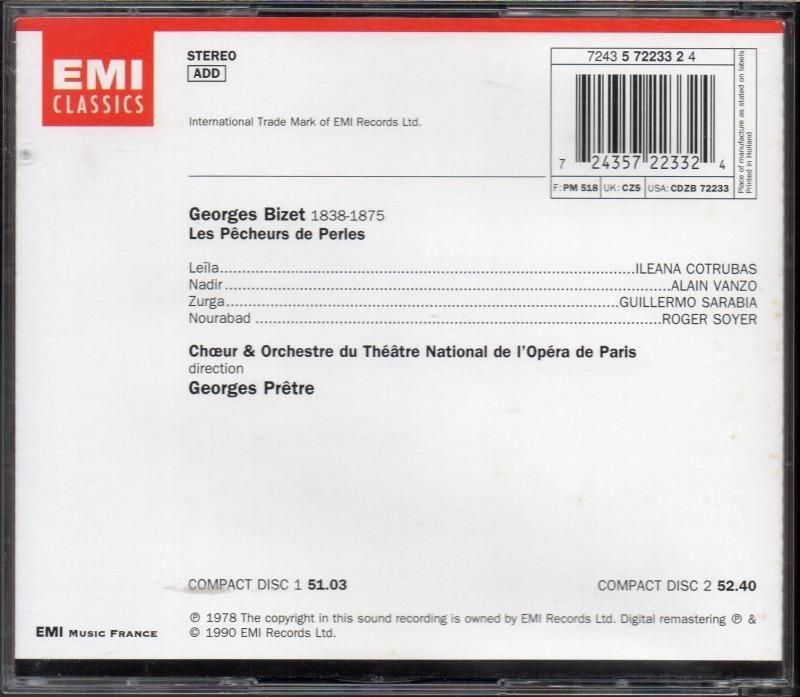 EMI
CLASSICS
STEREO
ADD
International Trade Mark of EMI Records Ltd.
7243 5 72233 2 4
7 24357 22332 4
F: PM 518 UK: CZS USA: CDZB 72233
Place of manufacture as stated on labels
Printed in Holland
Georges Bizet 1838-1875
Les Pêcheurs de Perles
Leïla...ILEANA COTRUBAS
Nadir...ALAIN VANZO
Zurga...GUILLERMO SARABIA
Nourabad ...ROGER SOYER
Chœur & Orchestre du Théâtre National de l'Opéra de Paris
direction
Georges Prêtre
COMPACT DISC 1 51.03
COMPACT DISC 2 52.40
℗ 1978 The copyright in this sound recording is owned by EMI Records Ltd. Digital remastering ℗ &
© 1990 EMI Records Ltd.
EMI MUSIC FRANCE